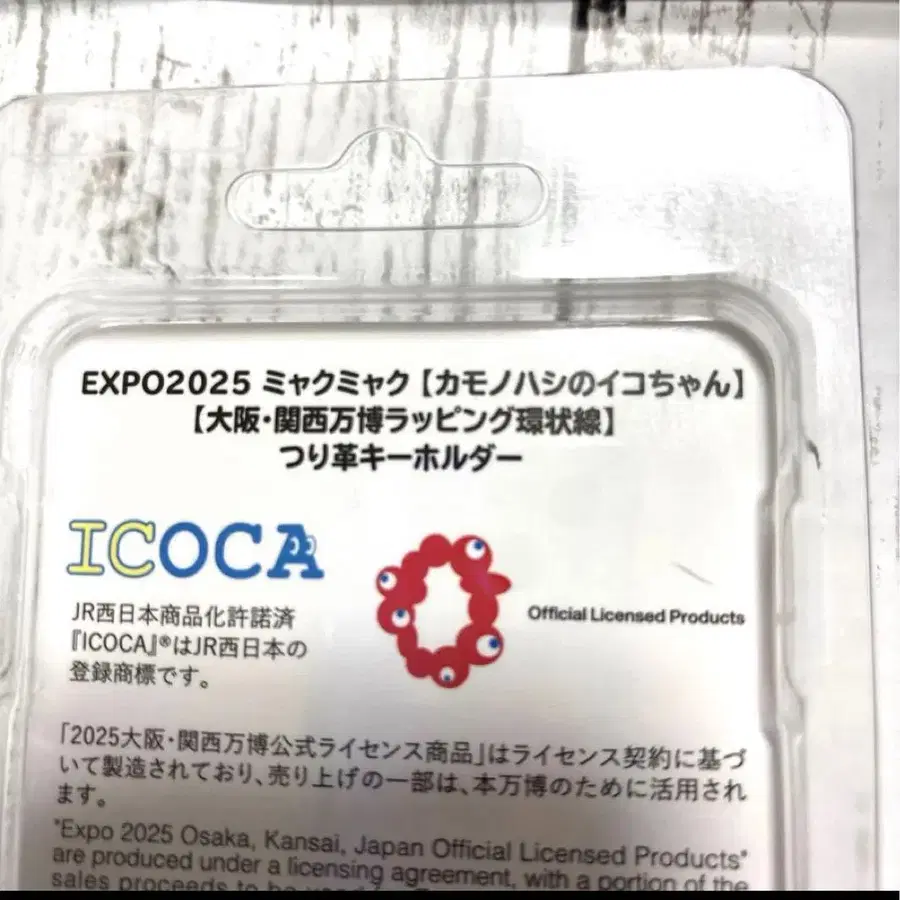 EXPO2025 ミャクミャク【カモノハシのイコちゃん】
【大阪・関西万博ラッピング環状線】
つり革キーホルダー
ICOCA
JR西日本商品化許諾済
『ICOCA』®はJR西日本の
登録商標です。
Official Licensed Products
「2025大阪・関西万博公式ライセンス商品」はライセンス契約に基づ
いて製造されており、売り上げの一部は、本万博のために活用され
ます。
"Expo 2025 Osaka, Kansai, Japan Official Licensed Products"
are produced under a licensing agreement, with a portion of the
sales proceeds to be